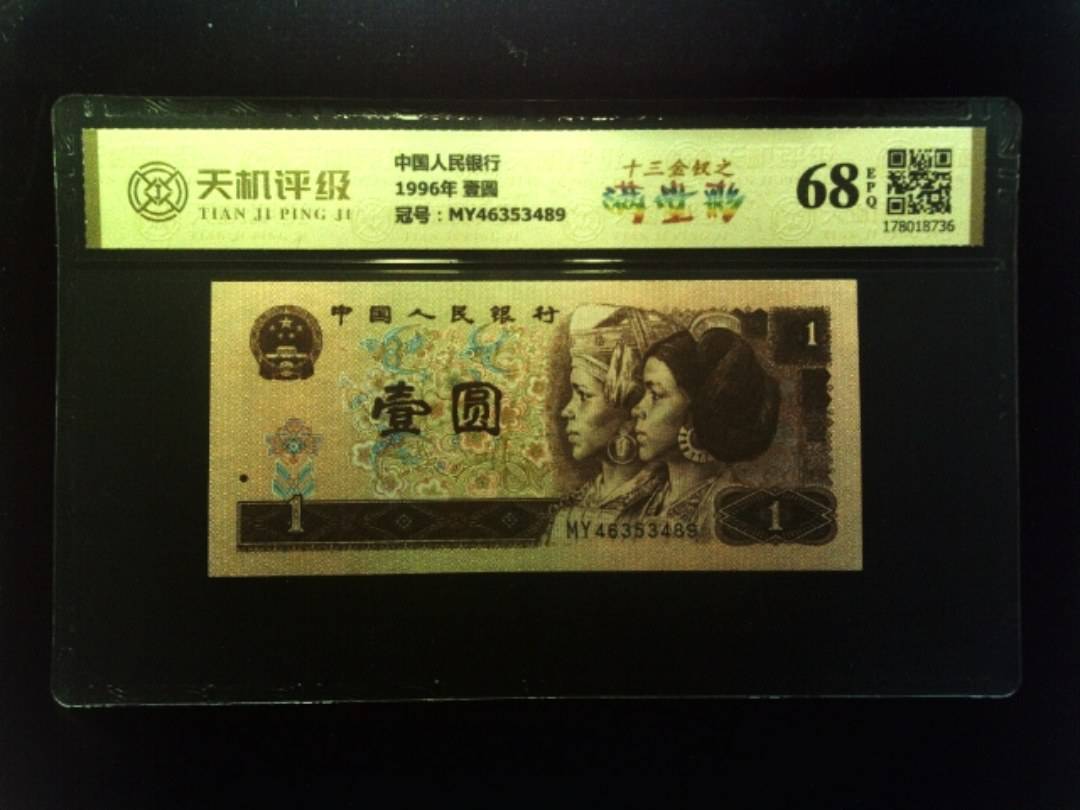 天机评级
TIAN JI PING JI
中国人民银行
1996年 壹圆
冠号：MY46353489
十三金钗之
满堂彩
68
EPQ
178018736
中国人民银行
1
壹圆
1
MY46353489
1